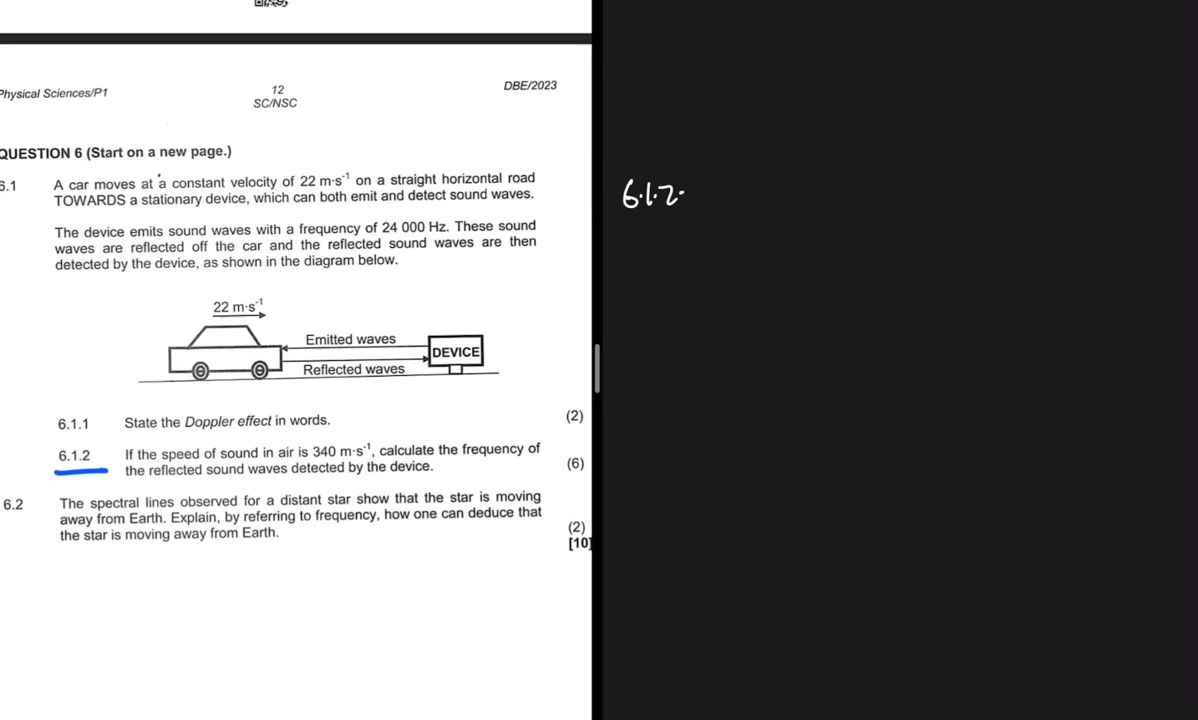 Physical Sciences/P1
12
SC/NSC
DBE/2023
QUESTION 6 (Start on a new page.)
6.1 A car moves at a constant velocity of 22 m·s⁻¹ on a straight horizontal road
TOWARDS a stationary device, which can both emit and detect sound waves.
The device emits sound waves with a frequency of 24 000 Hz. These sound
waves are reflected off the car and the reflected sound waves are then
detected by the device, as shown in the diagram below.
22 m·s⁻¹
Emitted waves
DEVICE
Reflected waves
6.1.1 State the Doppler effect in words. (2)
6.1.2 If the speed of sound in air is 340 m·s⁻¹, calculate the frequency of
the reflected sound waves detected by the device. (6)
6.2 The spectral lines observed for a distant star show that the star is moving
away from Earth. Explain, by referring to frequency, how one can deduce that
the star is moving away from Earth. (2)
[10]
6.1.2.